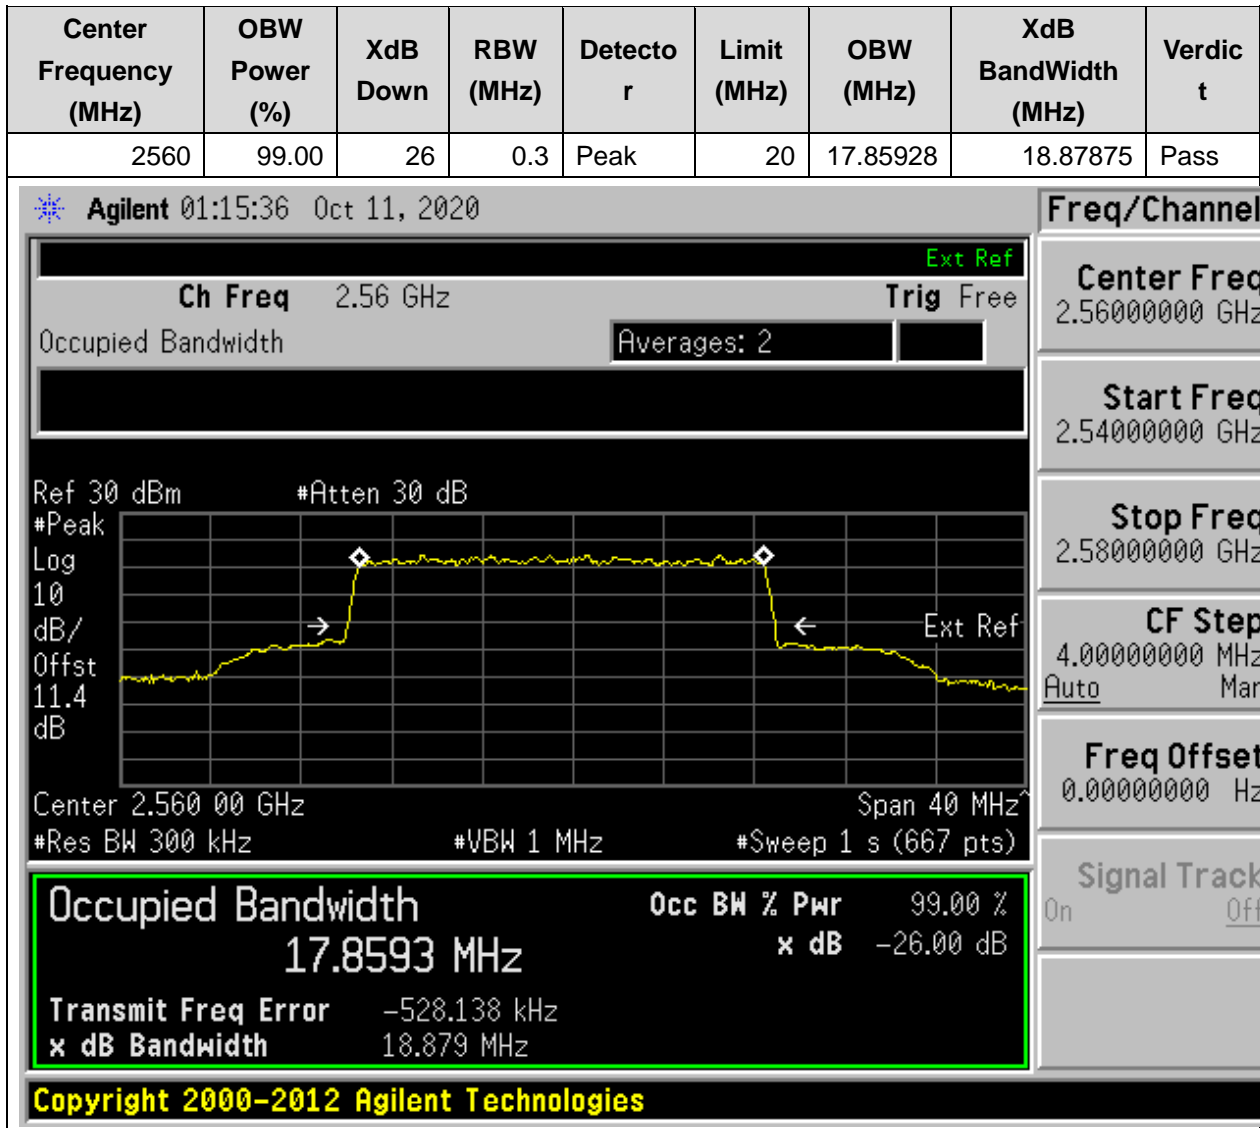 Center Frequency (MHz) OBW Power (%) XdB Down RBW (MHz) Detecto r Limit (MHz) OBW (MHz) XdB BandWidth (MHz) Verdic t
2560 99.00 26 0.3 Peak 20 17.85928 18.87875 Pass
Agilent 01:15:36 Oct 11, 2020 Freq/Channel
Ext Ref
Ch Freq 2.56 GHz Trig Free
Occupied Bandwidth Averages: 2
Center Freq
2.56000000 GHz
Start Freq
2.54000000 GHz
Ref 30 dBm #Atten 30 dB
#Peak
Log
10
dB/
Offst
11.4
dB
Ext Ref
Stop Freq
2.58000000 GHz
CF Step
4.00000000 MHz
Auto Man
Freq Offset
0.00000000 Hz
Center 2.560 00 GHz Span 40 MHz^
#Res BW 300 kHz #VBW 1 MHz #Sweep 1 s (667 pts)
Signal Track
On Off
Occupied Bandwidth Occ BW % Pwr 99.00 %
17.8593 MHz x dB -26.00 dB
Transmit Freq Error -528.138 kHz
x dB Bandwidth 18.879 MHz
Copyright 2000-2012 Agilent Technologies